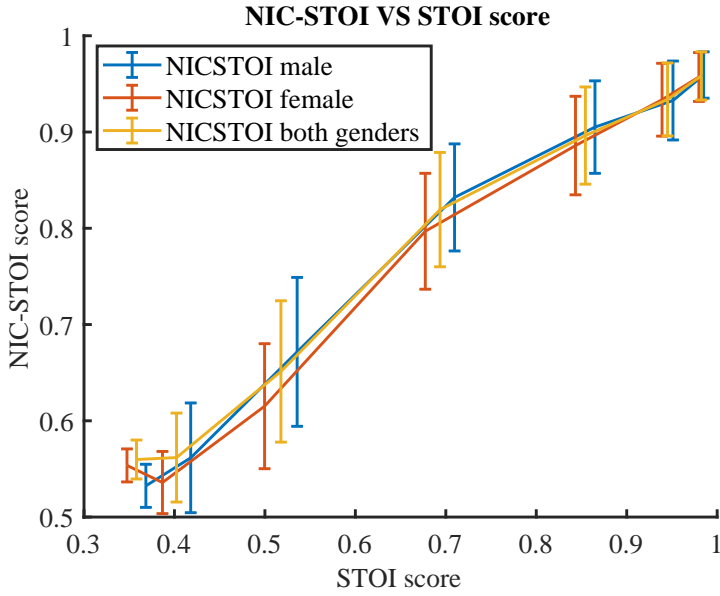 NIC-STOI VS STOI score
NICSTOI male
NICSTOI female
NICSTOI both genders
NIC-STOI score
1
0.9
0.8
0.7
0.6
0.5
0.3 0.4 0.5 0.6 0.7 0.8 0.9 1
STOI score